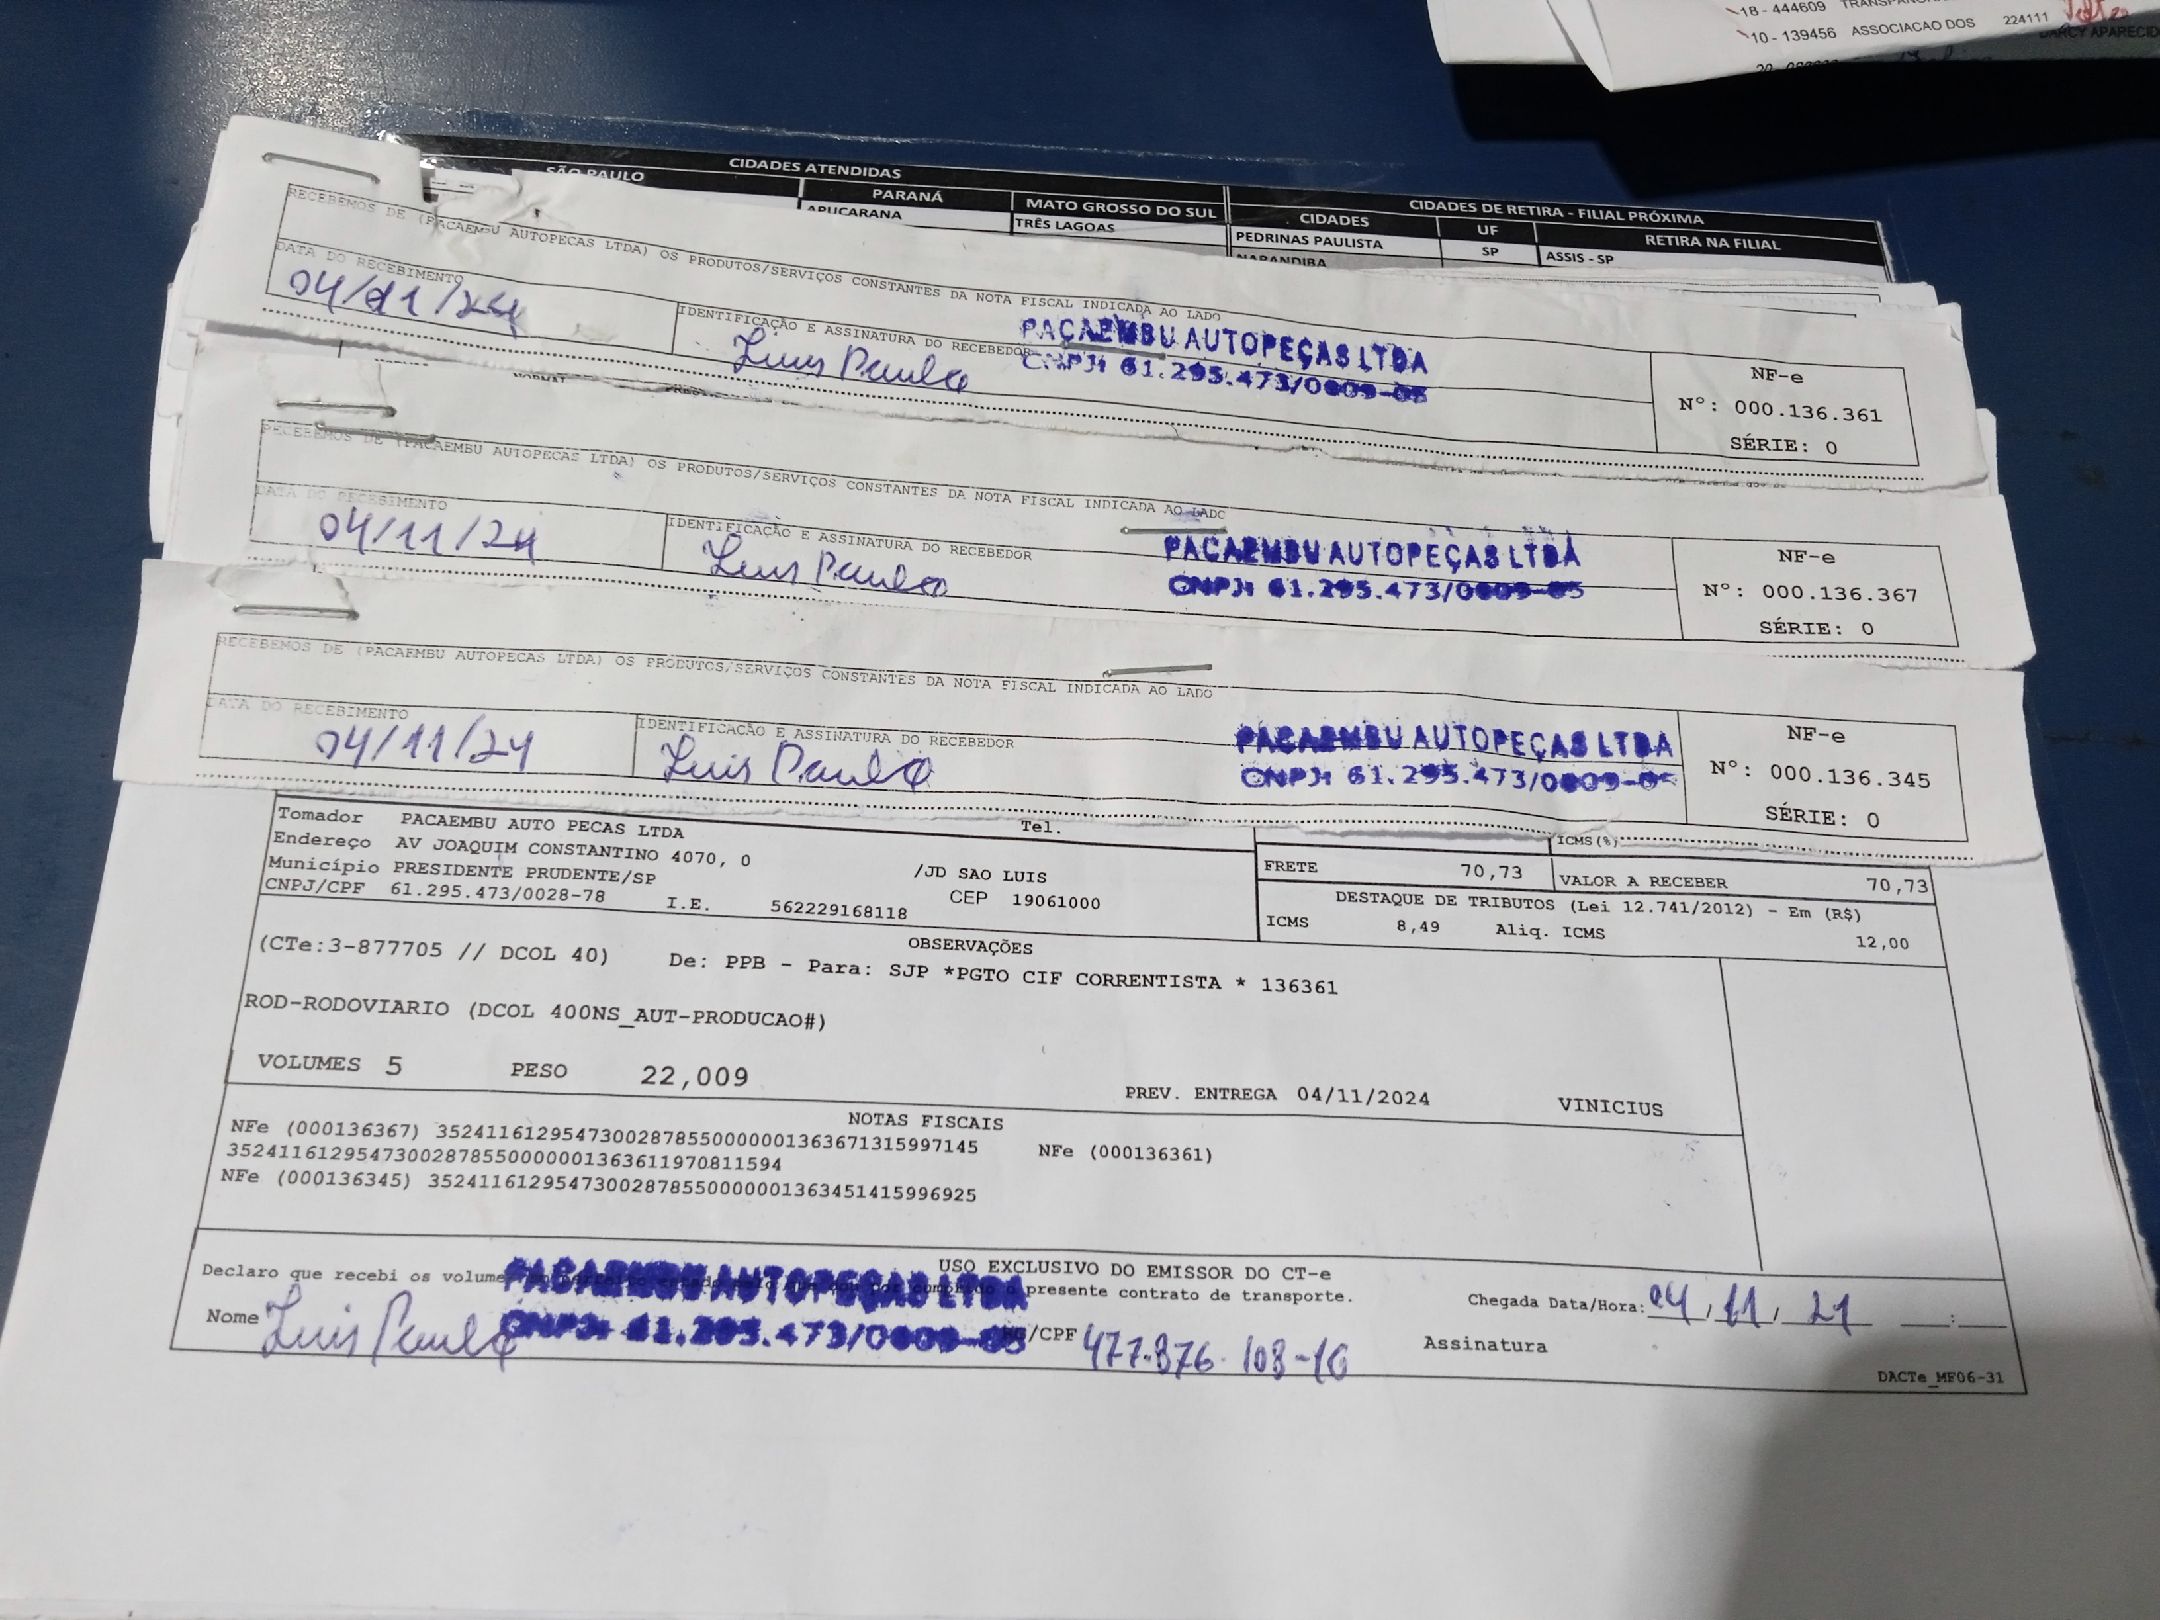 18 - 444609
10 - 139456 ASSOCIACAO DOS 224111
DARCY APARECID
CIDADES ATENDIDAS
SÃO PAULO
PARANÁ
MATO GROSSO DO SUL
APUCARANA
TRÊS LAGOAS
CIDADES DE RETIRA - FILIAL PRÓXIMA
CIDADES
UF
RETIRA NA FILIAL
PEDRINAS PAULISTA
SP
ASSIS - SP
NARANDIBA
RECEBEMOS DE (PACAEMBU AUTOPECAS LTDA) OS PRODUTOS/SERVIÇOS CONSTANTES DA NOTA FISCAL INDICADA AO LADO
DATA DO RECEBIMENTO
04/11/24
IDENTIFICAÇÃO E ASSINATURA DO RECEBEDOR
Luis Paulo
PACAEMBU AUTOPEÇAS LTDA
CNPJ: 61.295.473/0009-05
NF-e
Nº: 000.136.361
SÉRIE: 0
NORMAL
RECEBEMOS DE (PACAEMBU AUTOPECAS LTDA) OS PRODUTOS/SERVIÇOS CONSTANTES DA NOTA FISCAL INDICADA AO LADO
DATA DO RECEBIMENTO
04/11/24
IDENTIFICAÇÃO E ASSINATURA DO RECEBEDOR
Luis Paulo
PACAEMBU AUTOPEÇAS LTDA
CNPJ: 61.295.473/0009-05
NF-e
Nº: 000.136.367
SÉRIE: 0
RECEBEMOS DE (PACAEMBU AUTOPECAS LTDA) OS PRODUTOS/SERVIÇOS CONSTANTES DA NOTA FISCAL INDICADA AO LADO
DATA DO RECEBIMENTO
04/11/24
IDENTIFICAÇÃO E ASSINATURA DO RECEBEDOR
Luis Paulo
PACAEMBU AUTOPEÇAS LTDA
CNPJ: 61.295.473/0009-05
NF-e
Nº: 000.136.345
SÉRIE: 0
Tomador PACAEMBU AUTO PECAS LTDA
Tel.
Endereço AV JOAQUIM CONSTANTINO 4070, 0 /JD SAO LUIS
Município PRESIDENTE PRUDENTE/SP CEP 19061000
CNPJ/CPF 61.295.473/0028-78 I.E. 562229168118
ICMS(%)
FRETE 70,73 VALOR A RECEBER 70,73
DESTAQUE DE TRIBUTOS (Lei 12.741/2012) - Em (R$)
ICMS 8,49 Aliq. ICMS 12,00
OBSERVAÇÕES
(CTe:3-877705 // DCOL 40) De: PPB - Para: SJP *PGTO CIF CORRENTISTA * 136361
ROD-RODOVIARIO (DCOL 400NS_AUT-PRODUCAO#)
VOLUMES 5 PESO 22,009 PREV. ENTREGA 04/11/2024 VINICIUS
NOTAS FISCAIS
NFe (000136367) 35241161295473002878550000001363671315997145 NFe (000136361)
35241161295473002878550000001363611970811594
NFe (000136345) 35241161295473002878550000001363451415996925
USO EXCLUSIVO DO EMISSOR DO CT-e
Declaro que recebi os volume presente contrato de transporte.
PACAEMBU AUTOPEÇAS LTDA
CNPJ: 61.295.473/0009-05
Chegada Data/Hora: 04/11/24 __:__
Nome Luis Paulo /CPF 477.876.108-10 Assinatura
DACTe_MF06-31